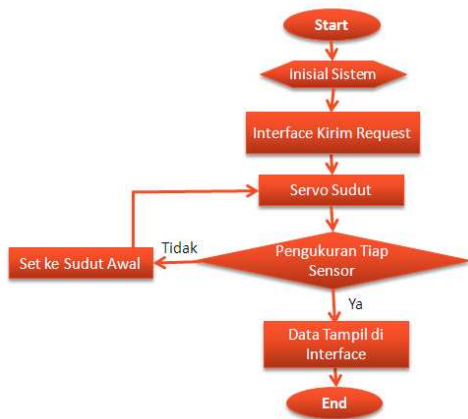 Start
Inisial Sistem
Interface Kirim Request
Servo Sudut
Tidak
Set ke Sudut Awal
Pengukuran Tiap
Sensor
Ya
Data Tampil di
Interface
End